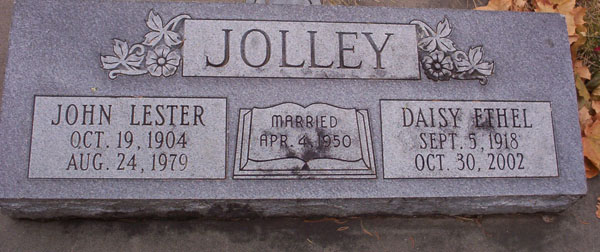 JOLLEY
JOHN LESTER
OCT. 19, 1904
AUG. 24, 1979
MARRIED
APR. 4, 1950
DAISY ETHEL
SEPT. 5, 1918
OCT. 30, 2002